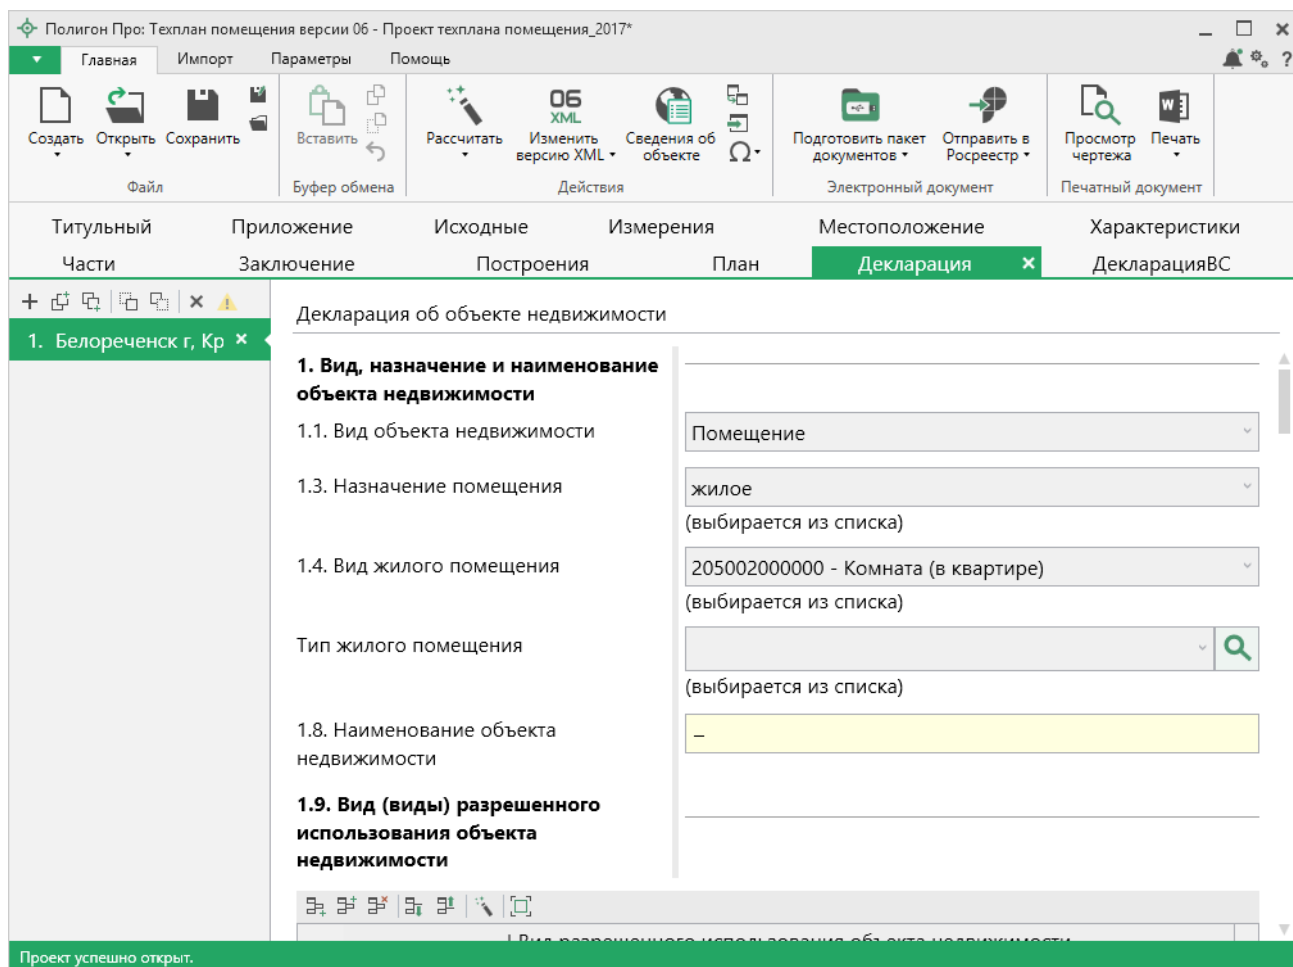 Полигон Про: Техплан помещения версии 06 - Проект техплана помещения_2017*
Главная Импорт Параметры Помощь
?
06
XML
W
Создать Открыть Сохранить Вставить Рассчитать Изменить Сведения об Подготовить пакет Отправить в Просмотр Печать
версию XML объекте документов Росреестр чертежа
Ω
Файл Буфер обмена Действия Электронный документ Печатный документ
Титульный Приложение Исходные Измерения Местоположение Характеристики
Части Заключение Построения План Декларация ДекларацияВС
Декларация об объекте недвижимости
1. Белореченск г, Кр
1. Вид, назначение и наименование
объекта недвижимости
1.1. Вид объекта недвижимости
Помещение
1.3. Назначение помещения
жилое
(выбирается из списка)
1.4. Вид жилого помещения
205002000000 - Комната (в квартире)
(выбирается из списка)
Тип жилого помещения
(выбирается из списка)
1.8. Наименование объекта
недвижимости
–
1.9. Вид (виды) разрешенного
использования объекта
недвижимости
Вид разрешенного использования объекта недвижимости
Проект успешно открыт.